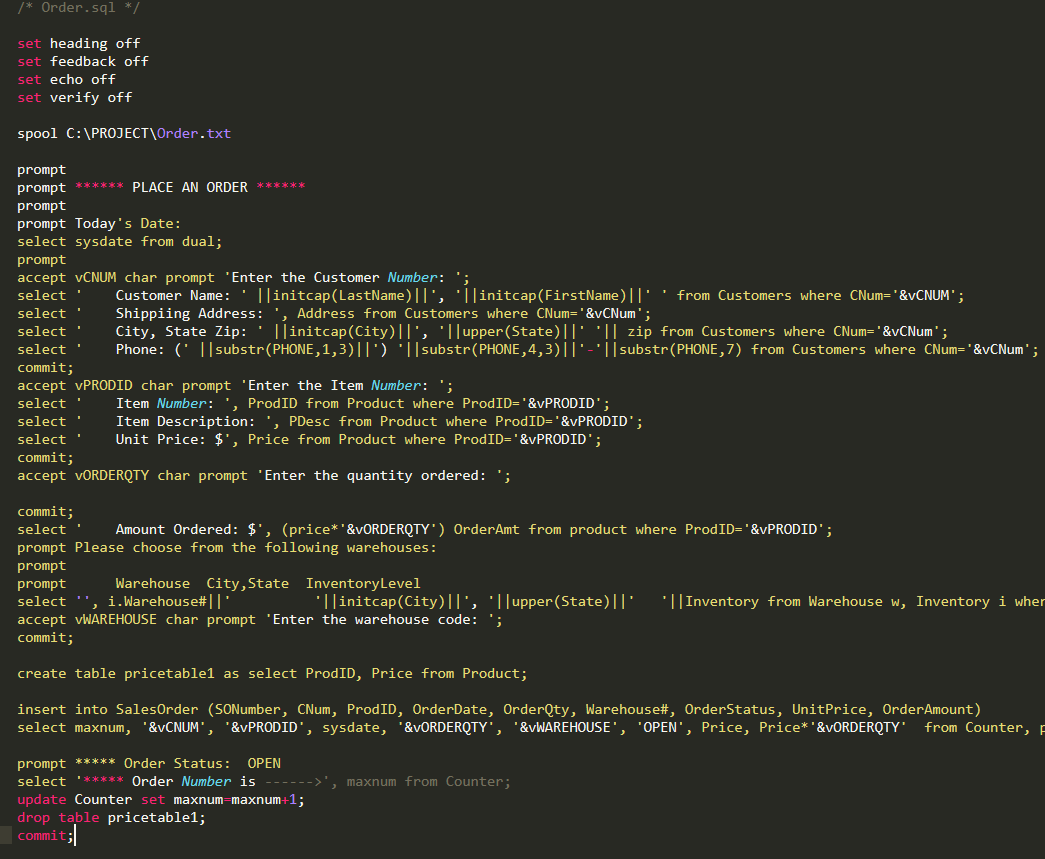 /* Order.sql */
set heading off
set feedback off
set echo off
set verify off
spool C:\PROJECT\Order.txt
prompt
prompt ****** PLACE AN ORDER ******
prompt
prompt Today's Date:
select sysdate from dual;
prompt
accept vCNUM char prompt 'Enter the Customer Number: ';
select '    Customer Name: ' ||initcap(LastName)||', '||initcap(FirstName)||' ' from Customers where CNum='&vCNUM';
select '    Shippiing Address: ', Address from Customers where CNum='&vCNum';
select '    City, State Zip: ' ||initcap(City)||', '||upper(State)||' '|| zip from Customers where CNum='&vCNum';
select '    Phone: (' ||substr(PHONE,1,3)||') '||substr(PHONE,4,3)||'-'||substr(PHONE,7) from Customers where CNum='&vCNum';
commit;
accept vPRODID char prompt 'Enter the Item Number: ';
select '    Item Number: ', ProdID from Product where ProdID='&vPRODID';
select '    Item Description: ', PDesc from Product where ProdID='&vPRODID';
select '    Unit Price: $', Price from Product where ProdID='&vPRODID';
commit;
accept vORDERQTY char prompt 'Enter the quantity ordered: ';
commit;
select '    Amount Ordered: $', (price*'&vORDERQTY') OrderAmt from product where ProdID='&vPRODID';
prompt Please choose from the following warehouses:
prompt
prompt      Warehouse  City,State  InventoryLevel
select '', i.Warehouse#||'          '||initcap(City)||', '||upper(State)||'   '||Inventory from Warehouse w, Inventory i wher
accept vWAREHOUSE char prompt 'Enter the warehouse code: ';
commit;
create table pricetable1 as select ProdID, Price from Product;
insert into SalesOrder (SONumber, CNum, ProdID, OrderDate, OrderQty, Warehouse#, OrderStatus, UnitPrice, OrderAmount)
select maxnum, '&vCNUM', '&vPRODID', sysdate, '&vORDERQTY', '&vWAREHOUSE', 'OPEN', Price, Price*'&vORDERQTY'  from Counter, p
prompt ***** Order Status:  OPEN
select '***** Order Number is ------>', maxnum from Counter;
update Counter set maxnum=maxnum+1;
drop table pricetable1;
commit;